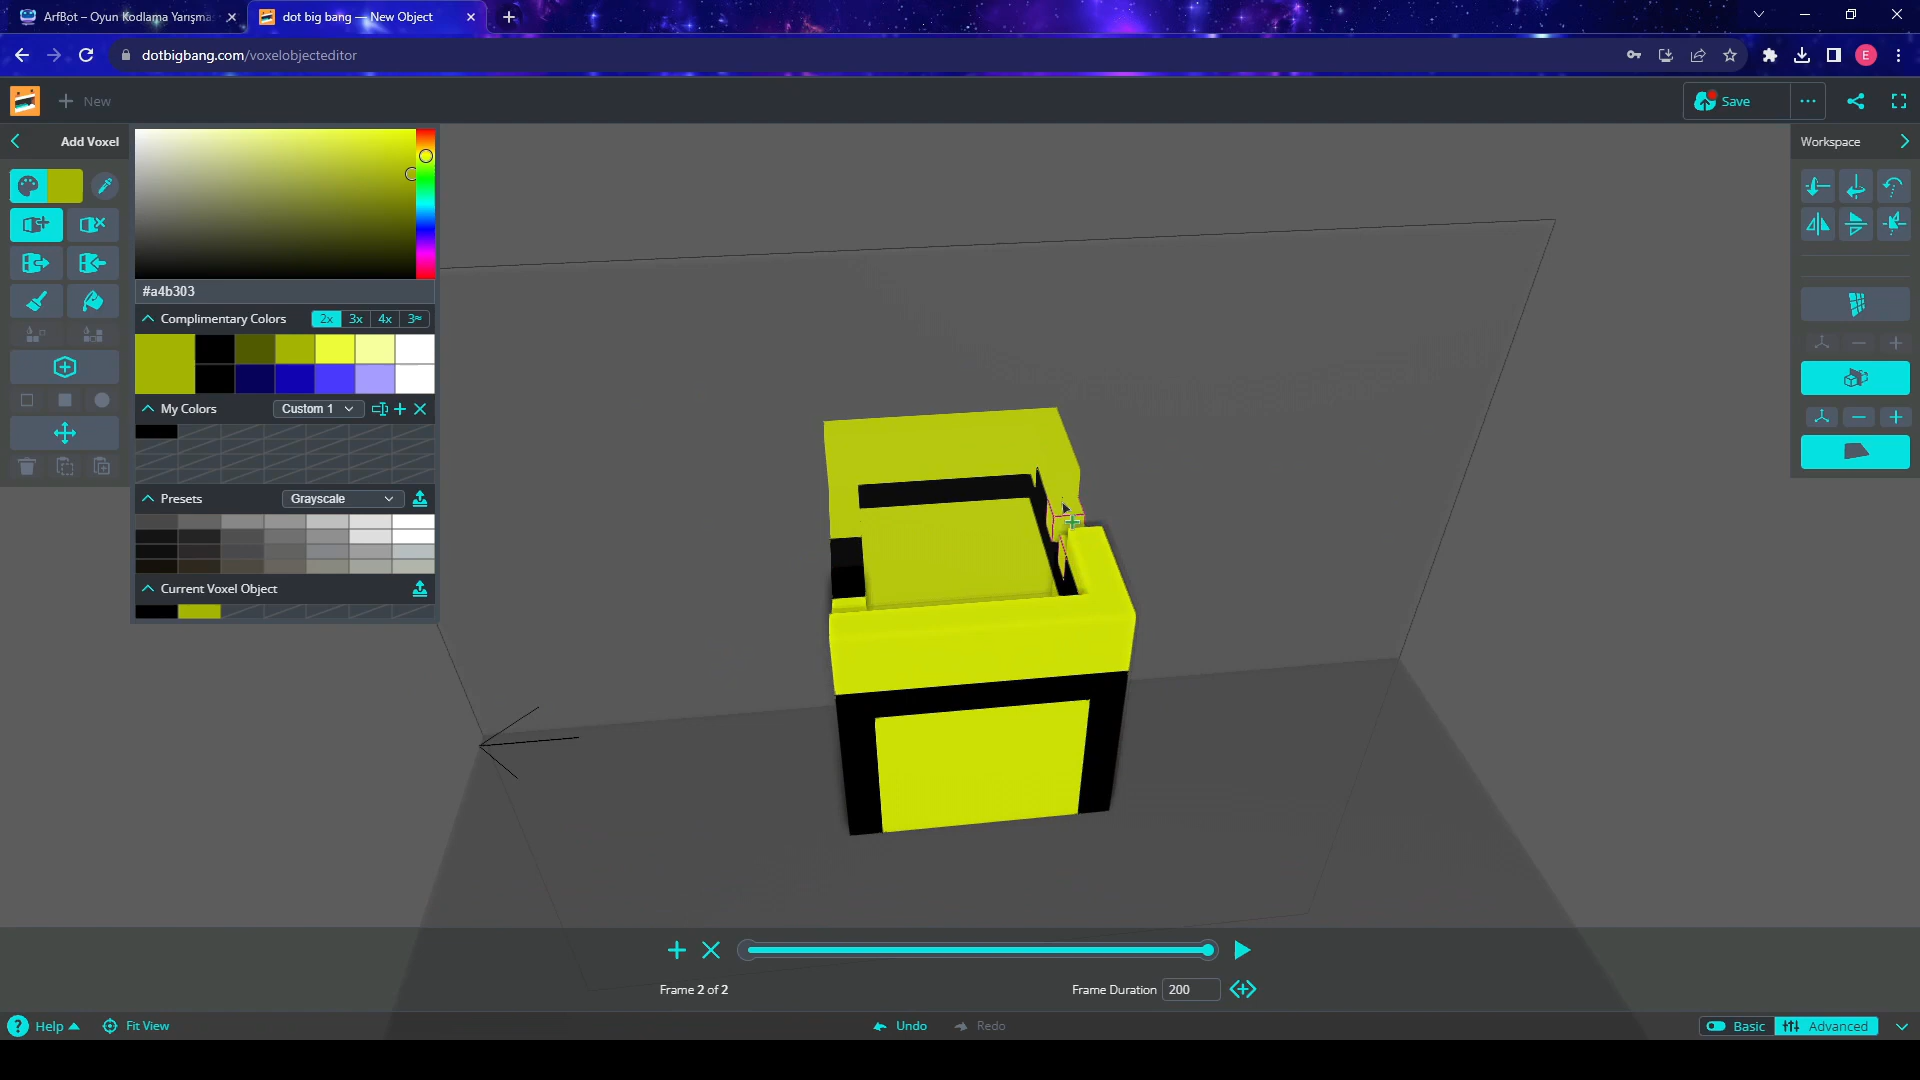 ArfBot – Oyun Kodlama Yarışma
dot big bang — New Object
dotbigbang.com/voxelobjecteditor
E
New
Save
Add Voxel
Workspace
#a4b303
Complimentary Colors
2x
3x
4x
3≈
My Colors
Custom 1
Presets
Grayscale
Current Voxel Object
Frame 2 of 2
Frame Duration
200
? Help
Fit View
Undo
Redo
Basic
Advanced